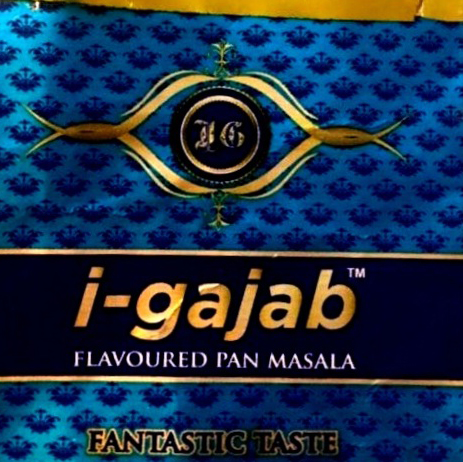 IG
i-gajab™
FLAVOURED PAN MASALA
FANTASTIC TASTE